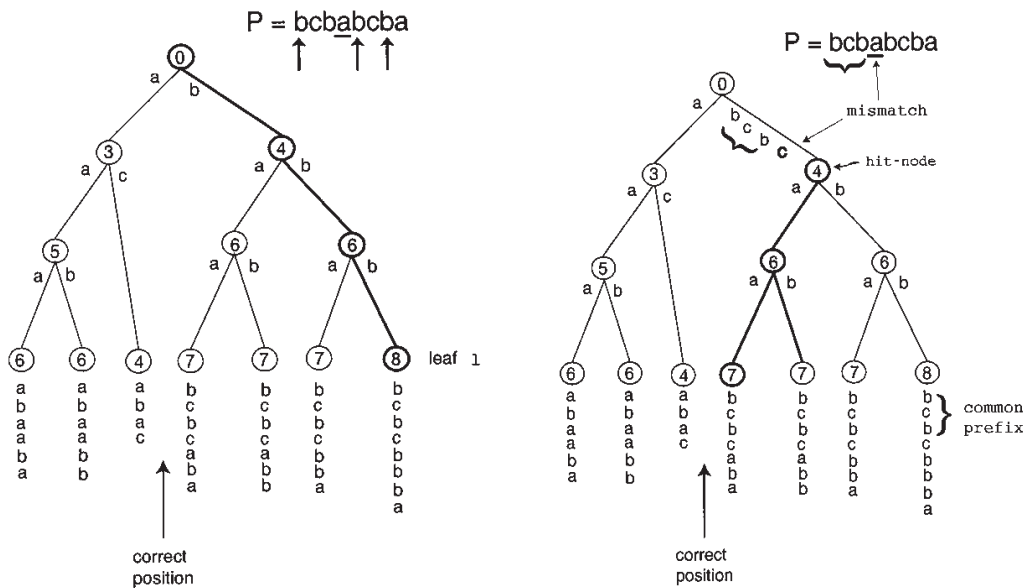 P = bcbabcba
0
a b
3 4
a c a b
5 6 6
a b a b a b
6 6 4 7 7 7 8 leaf 1
a a a b b b b
b b b c c c c
a a a b b b b
a a c c c c c
b b a a b b
a b b b b b
a b a b
a
correct
position
P = bcbabcba
mismatch
0
a b c b c
hit-node
3 4
a c a b
5 6 6
a b a b a b
6 6 4 7 7 7 8
a a a b b b b
b b b c c c c
a a a b b b b
a a c c c c c
b b a a b b
a b b b b b
a b a b
a
common
prefix
correct
position